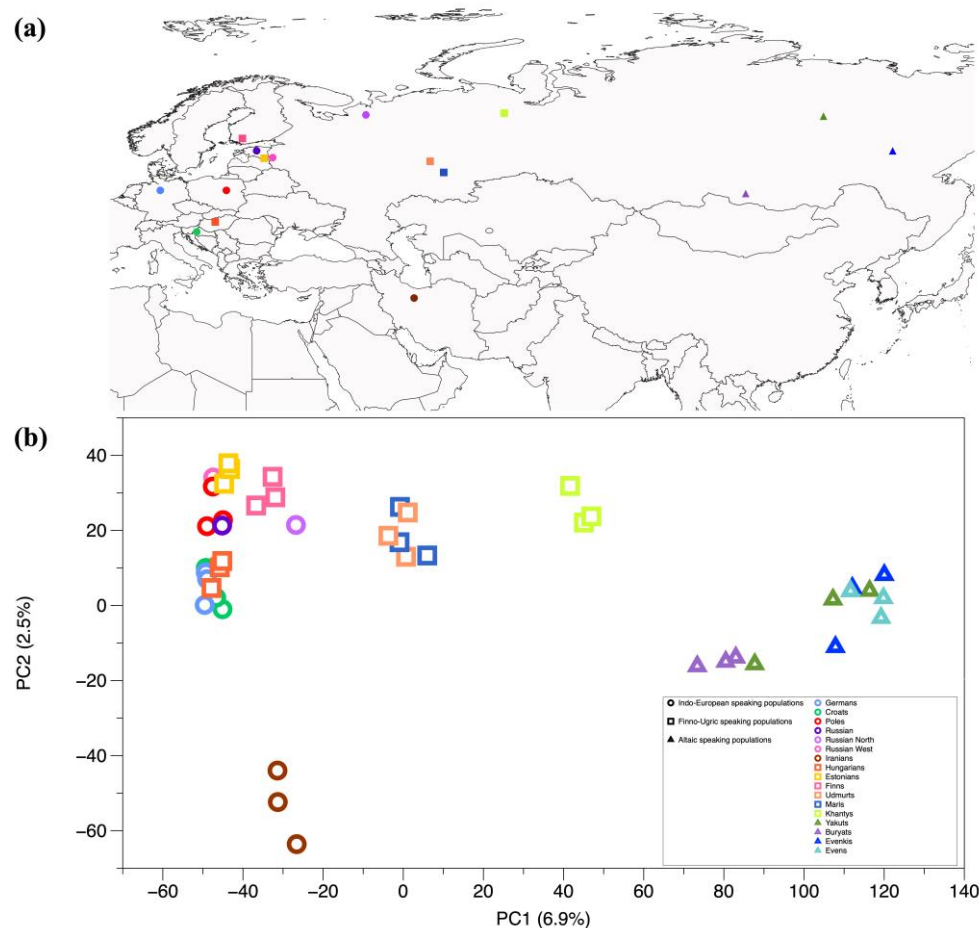 (a)
(b)
40
20
0
−20
−40
−60
PC2 (2.5%)
Indo-European speaking populations
Finno-Ugric speaking populations
Altaic speaking populations
Germans
Croats
Poles
Russian
Russian North
Russian West
Iranians
Hungarians
Estonians
Finns
Udmurts
Maris
Khantys
Yakuts
Buryats
Evenkis
Evens
−60 −40 −20 0 20 40 60 80 100 120 140
PC1 (6.9%)